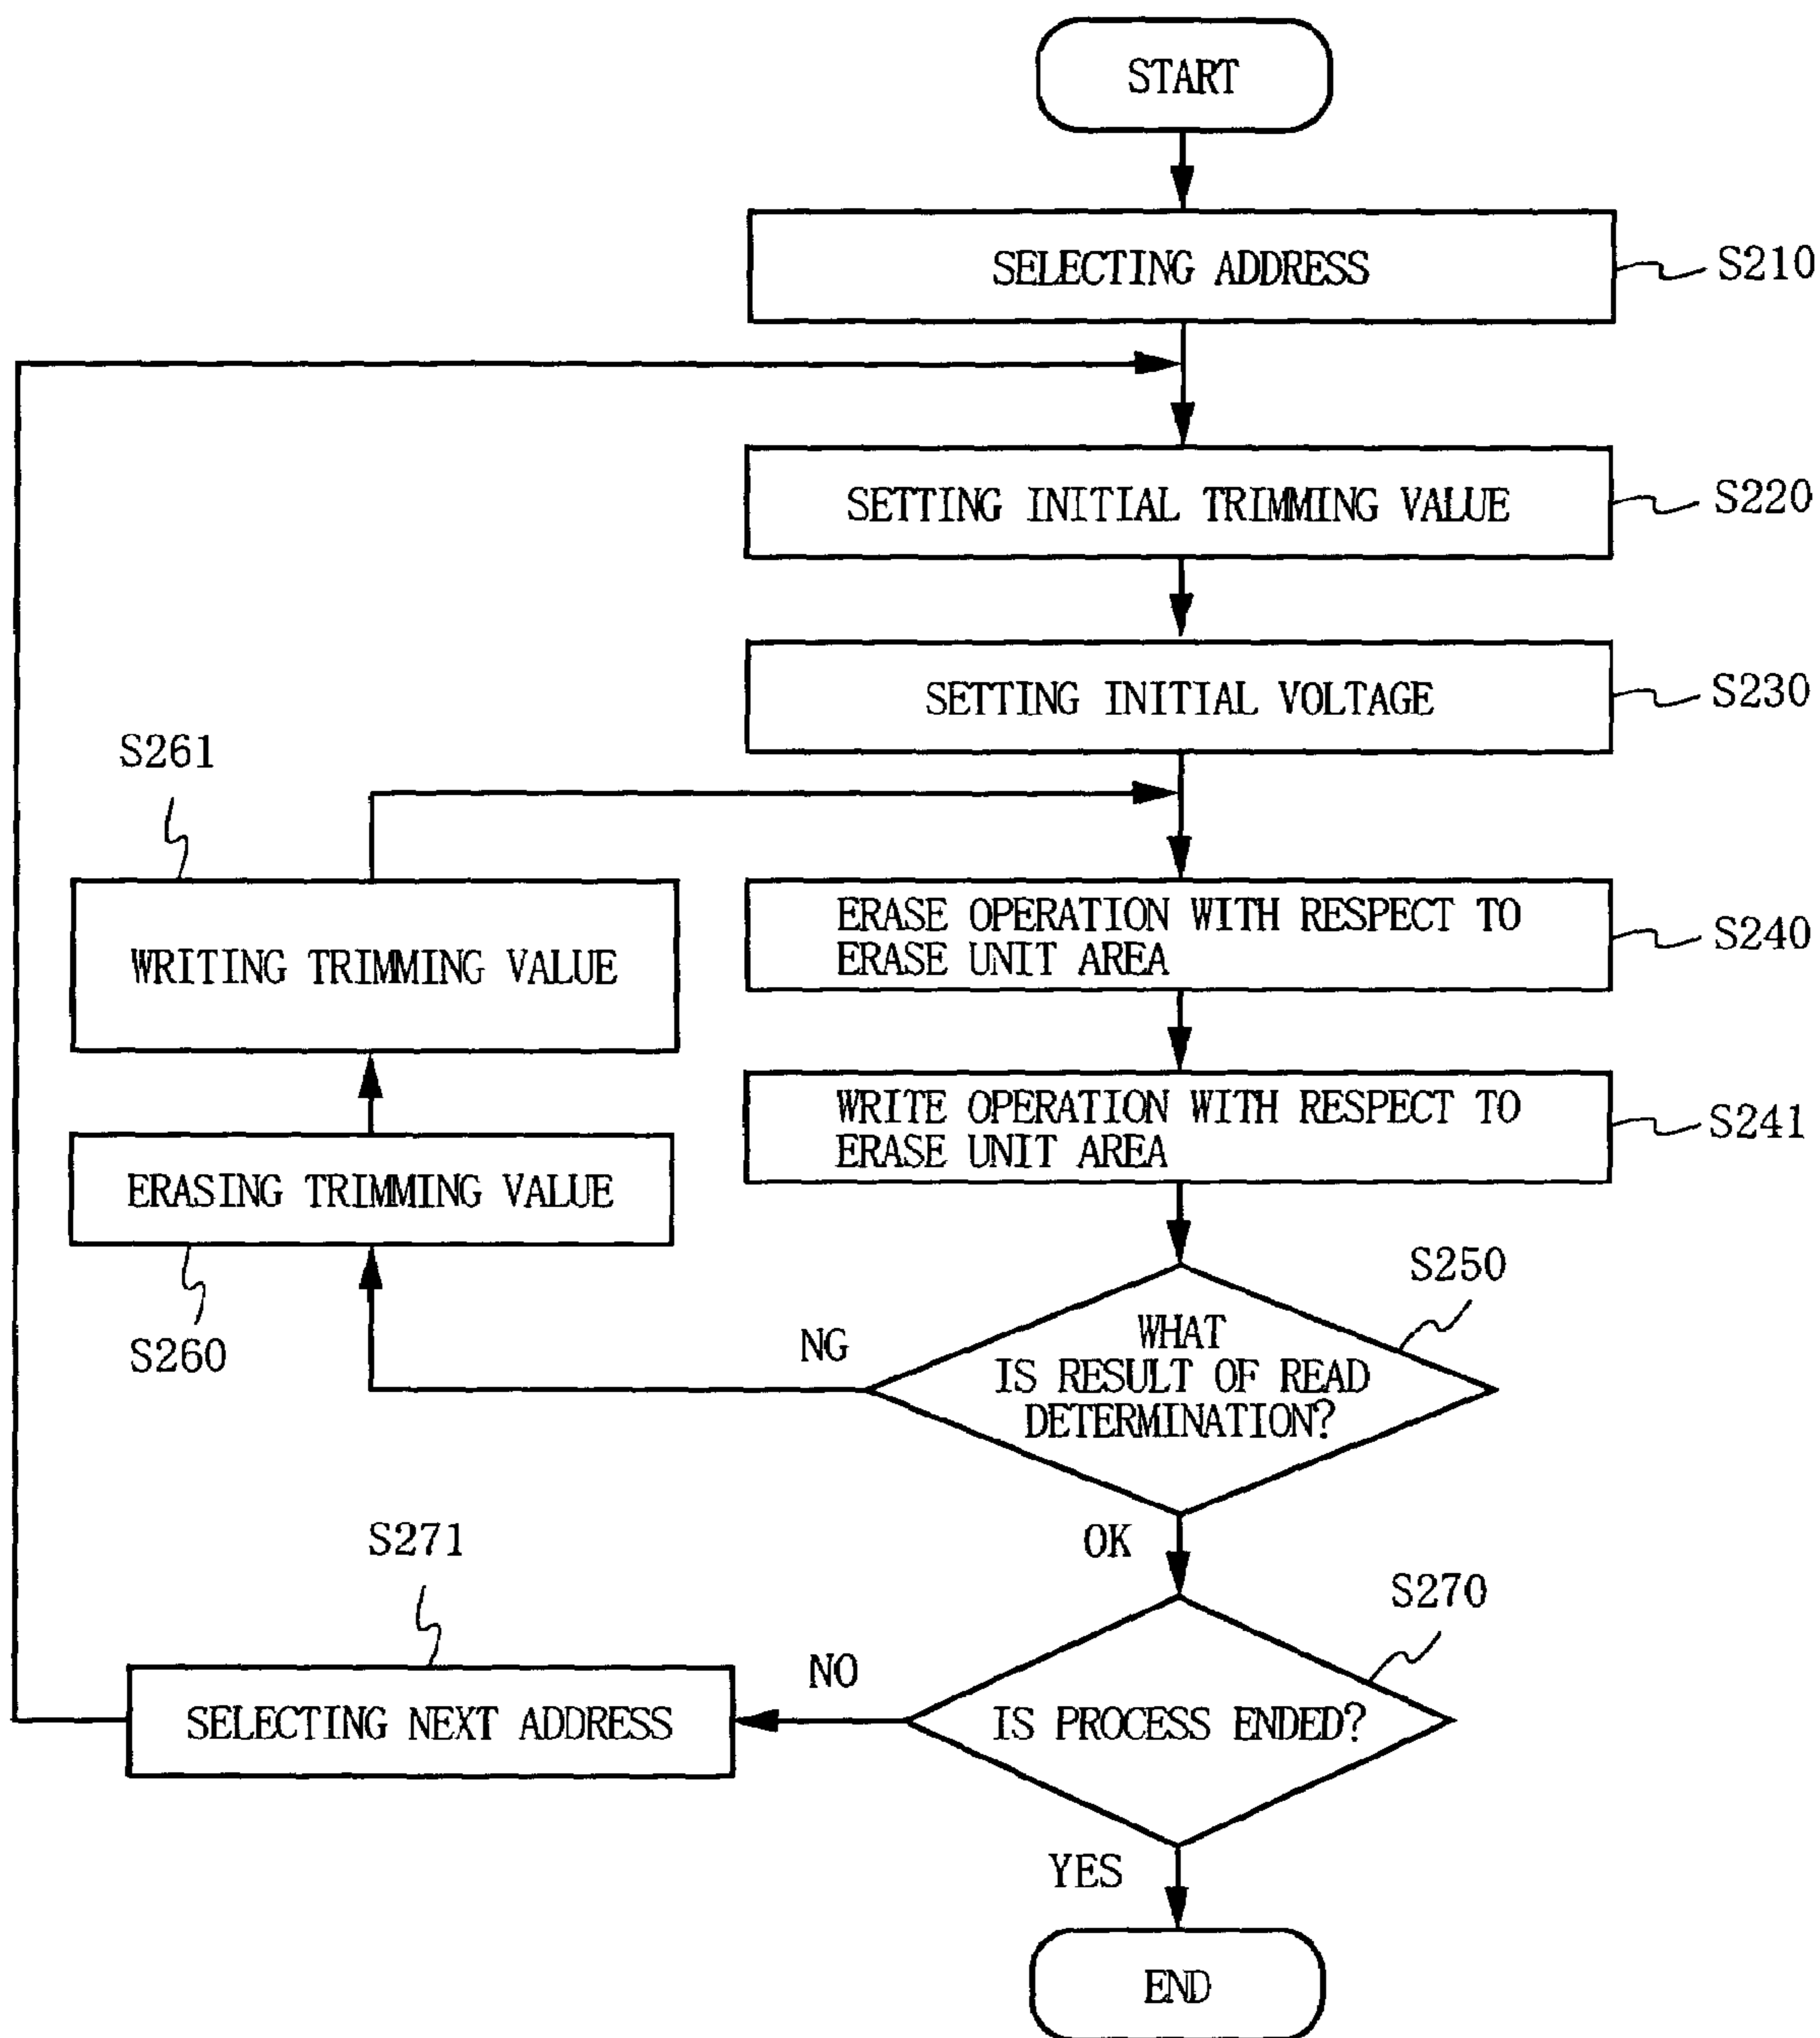 START
SELECTING ADDRESS
S210
SETTING INITIAL TRIMMING VALUE
S220
SETTING INITIAL VOLTAGE
S230
S261
WRITING TRIMMING VALUE
ERASE OPERATION WITH RESPECT TO
ERASE UNIT AREA
S240
WRITE OPERATION WITH RESPECT TO
ERASE UNIT AREA
S241
ERASING TRIMMING VALUE
S260
S250
NG
WHAT
IS RESULT OF READ
DETERMINATION?
OK
S271
S270
NO
SELECTING NEXT ADDRESS
IS PROCESS ENDED?
YES
END